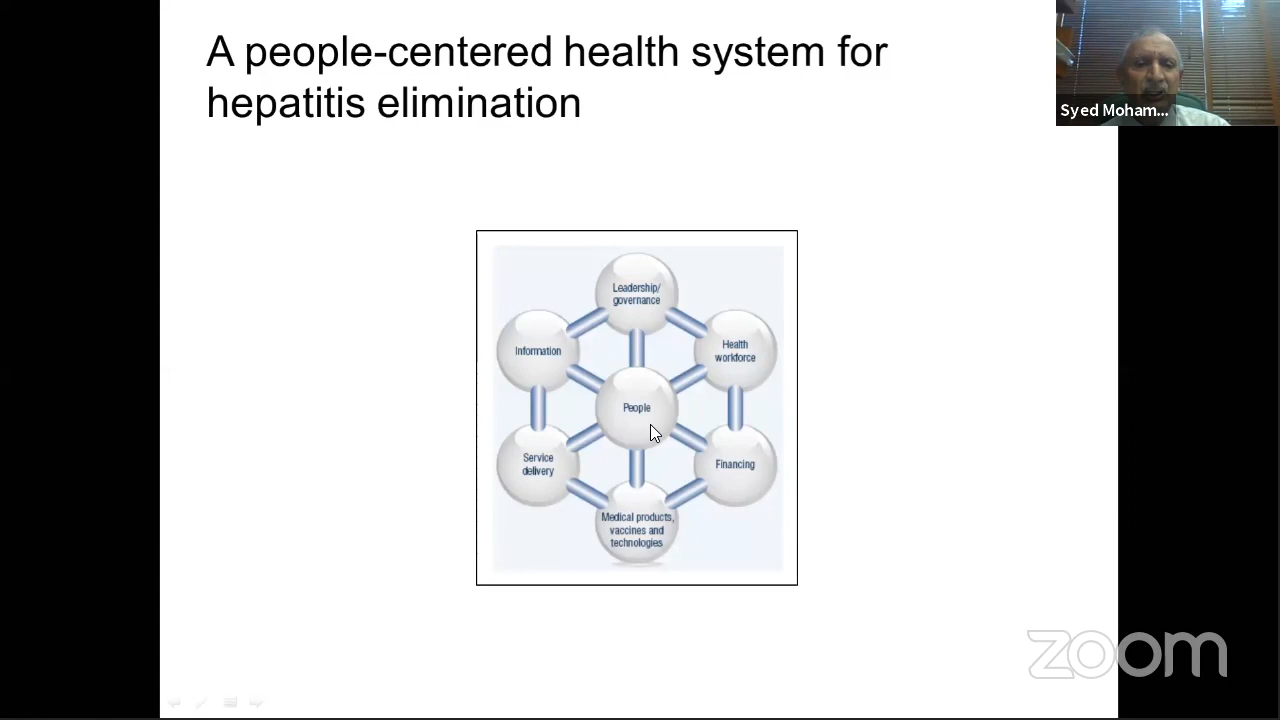 A people-centered health system for
hepatitis elimination
Syed Moham...
Leadership/
governance
Information
Health
workforce
People
Service
delivery
Financing
Medical products,
vaccines and
technologies
zoom